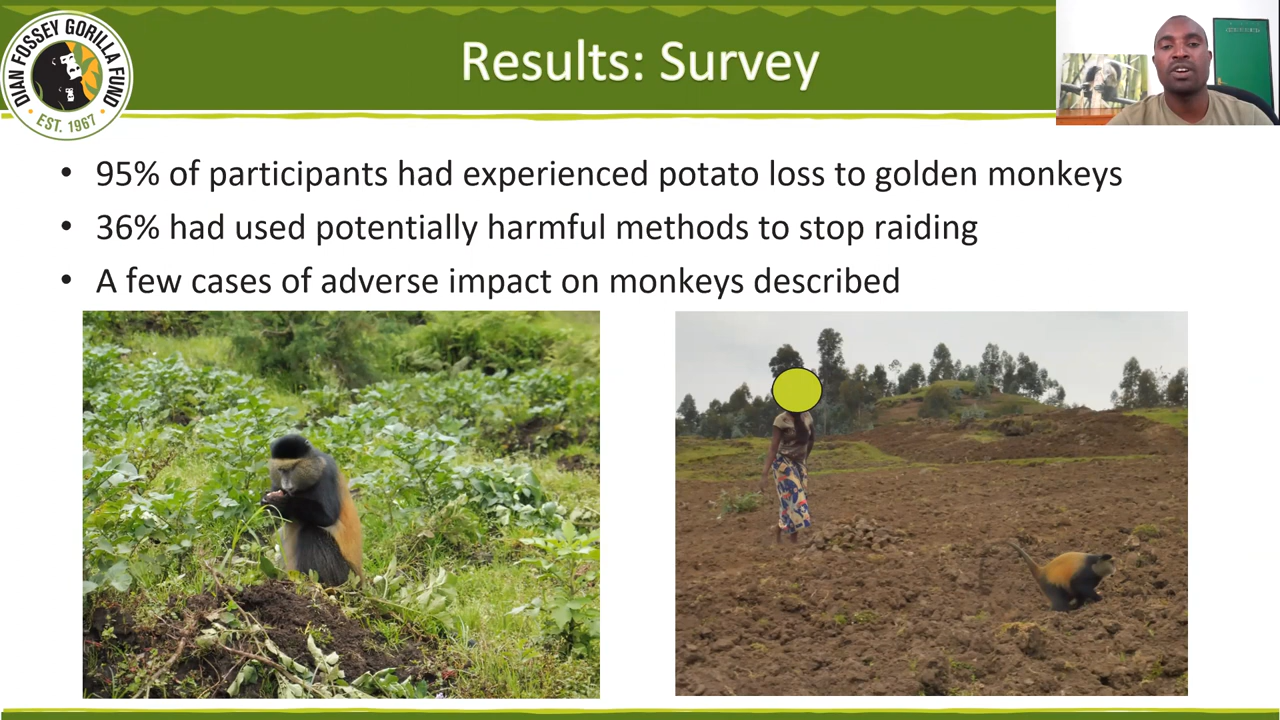 DIAN FOSSEY GORILLA FUND
EST. 1967
Results: Survey
• 95% of participants had experienced potato loss to golden monkeys
• 36% had used potentially harmful methods to stop raiding
• A few cases of adverse impact on monkeys described